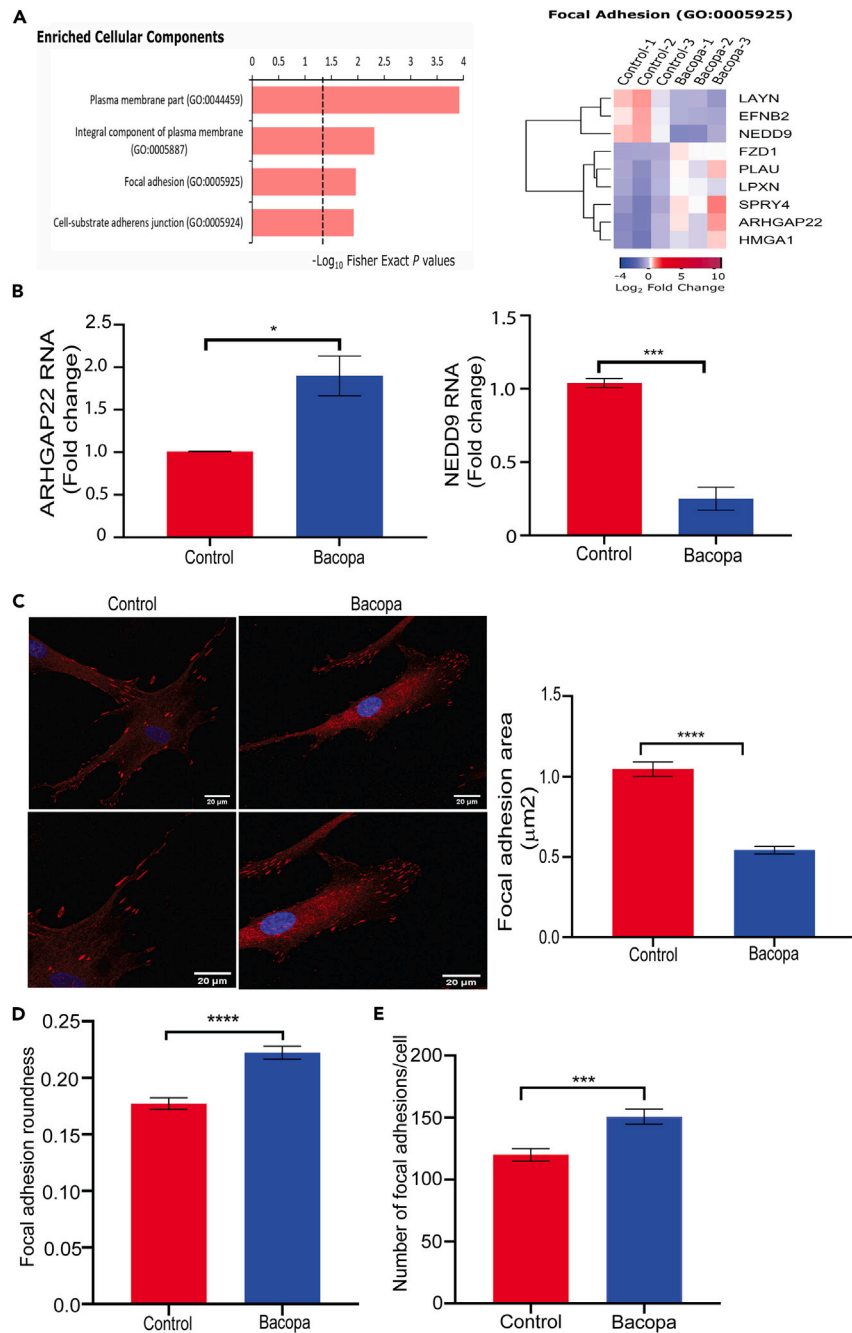 A
Enriched Cellular Components
0 0.5 1 1.5 2 2.5 3 3.5 4
Plasma membrane part (GO:0044459)
Integral component of plasma membrane
(GO:0005887)
Focal adhesion (GO:0005925)
Cell-substrate adherens junction (GO:0005924)
-Log10 Fisher Exact P values
Focal Adhesion (GO:0005925)
Control-1
Control-2
Control-3
Bacopa-1
Bacopa-2
Bacopa-3
LAYN
EFNB2
NEDD9
FZD1
PLAU
LPXN
SPRY4
ARHGAP22
HMGA1
-4 0 5 10
Log2 Fold Change
B
ARHGAP22 RNA
(Fold change)
2.5
2.0
1.5
1.0
0.5
0
*
Control
Bacopa
NEDD9 RNA
(Fold change)
1.5
1.0
0.5
0
***
Control
Bacopa
C
Control
Bacopa
20 µm
20 µm
20 µm
20 µm
Focal adhesion area
(µm2)
1.5
1.0
0.5
0.0
****
Control
Bacopa
D
Focal adhesion roundness
0.25
0.20
0.15
0.10
0.05
0.0
****
Control
Bacopa
E
Number of focal adhesions/cell
200
150
100
50
0
***
Control
Bacopa